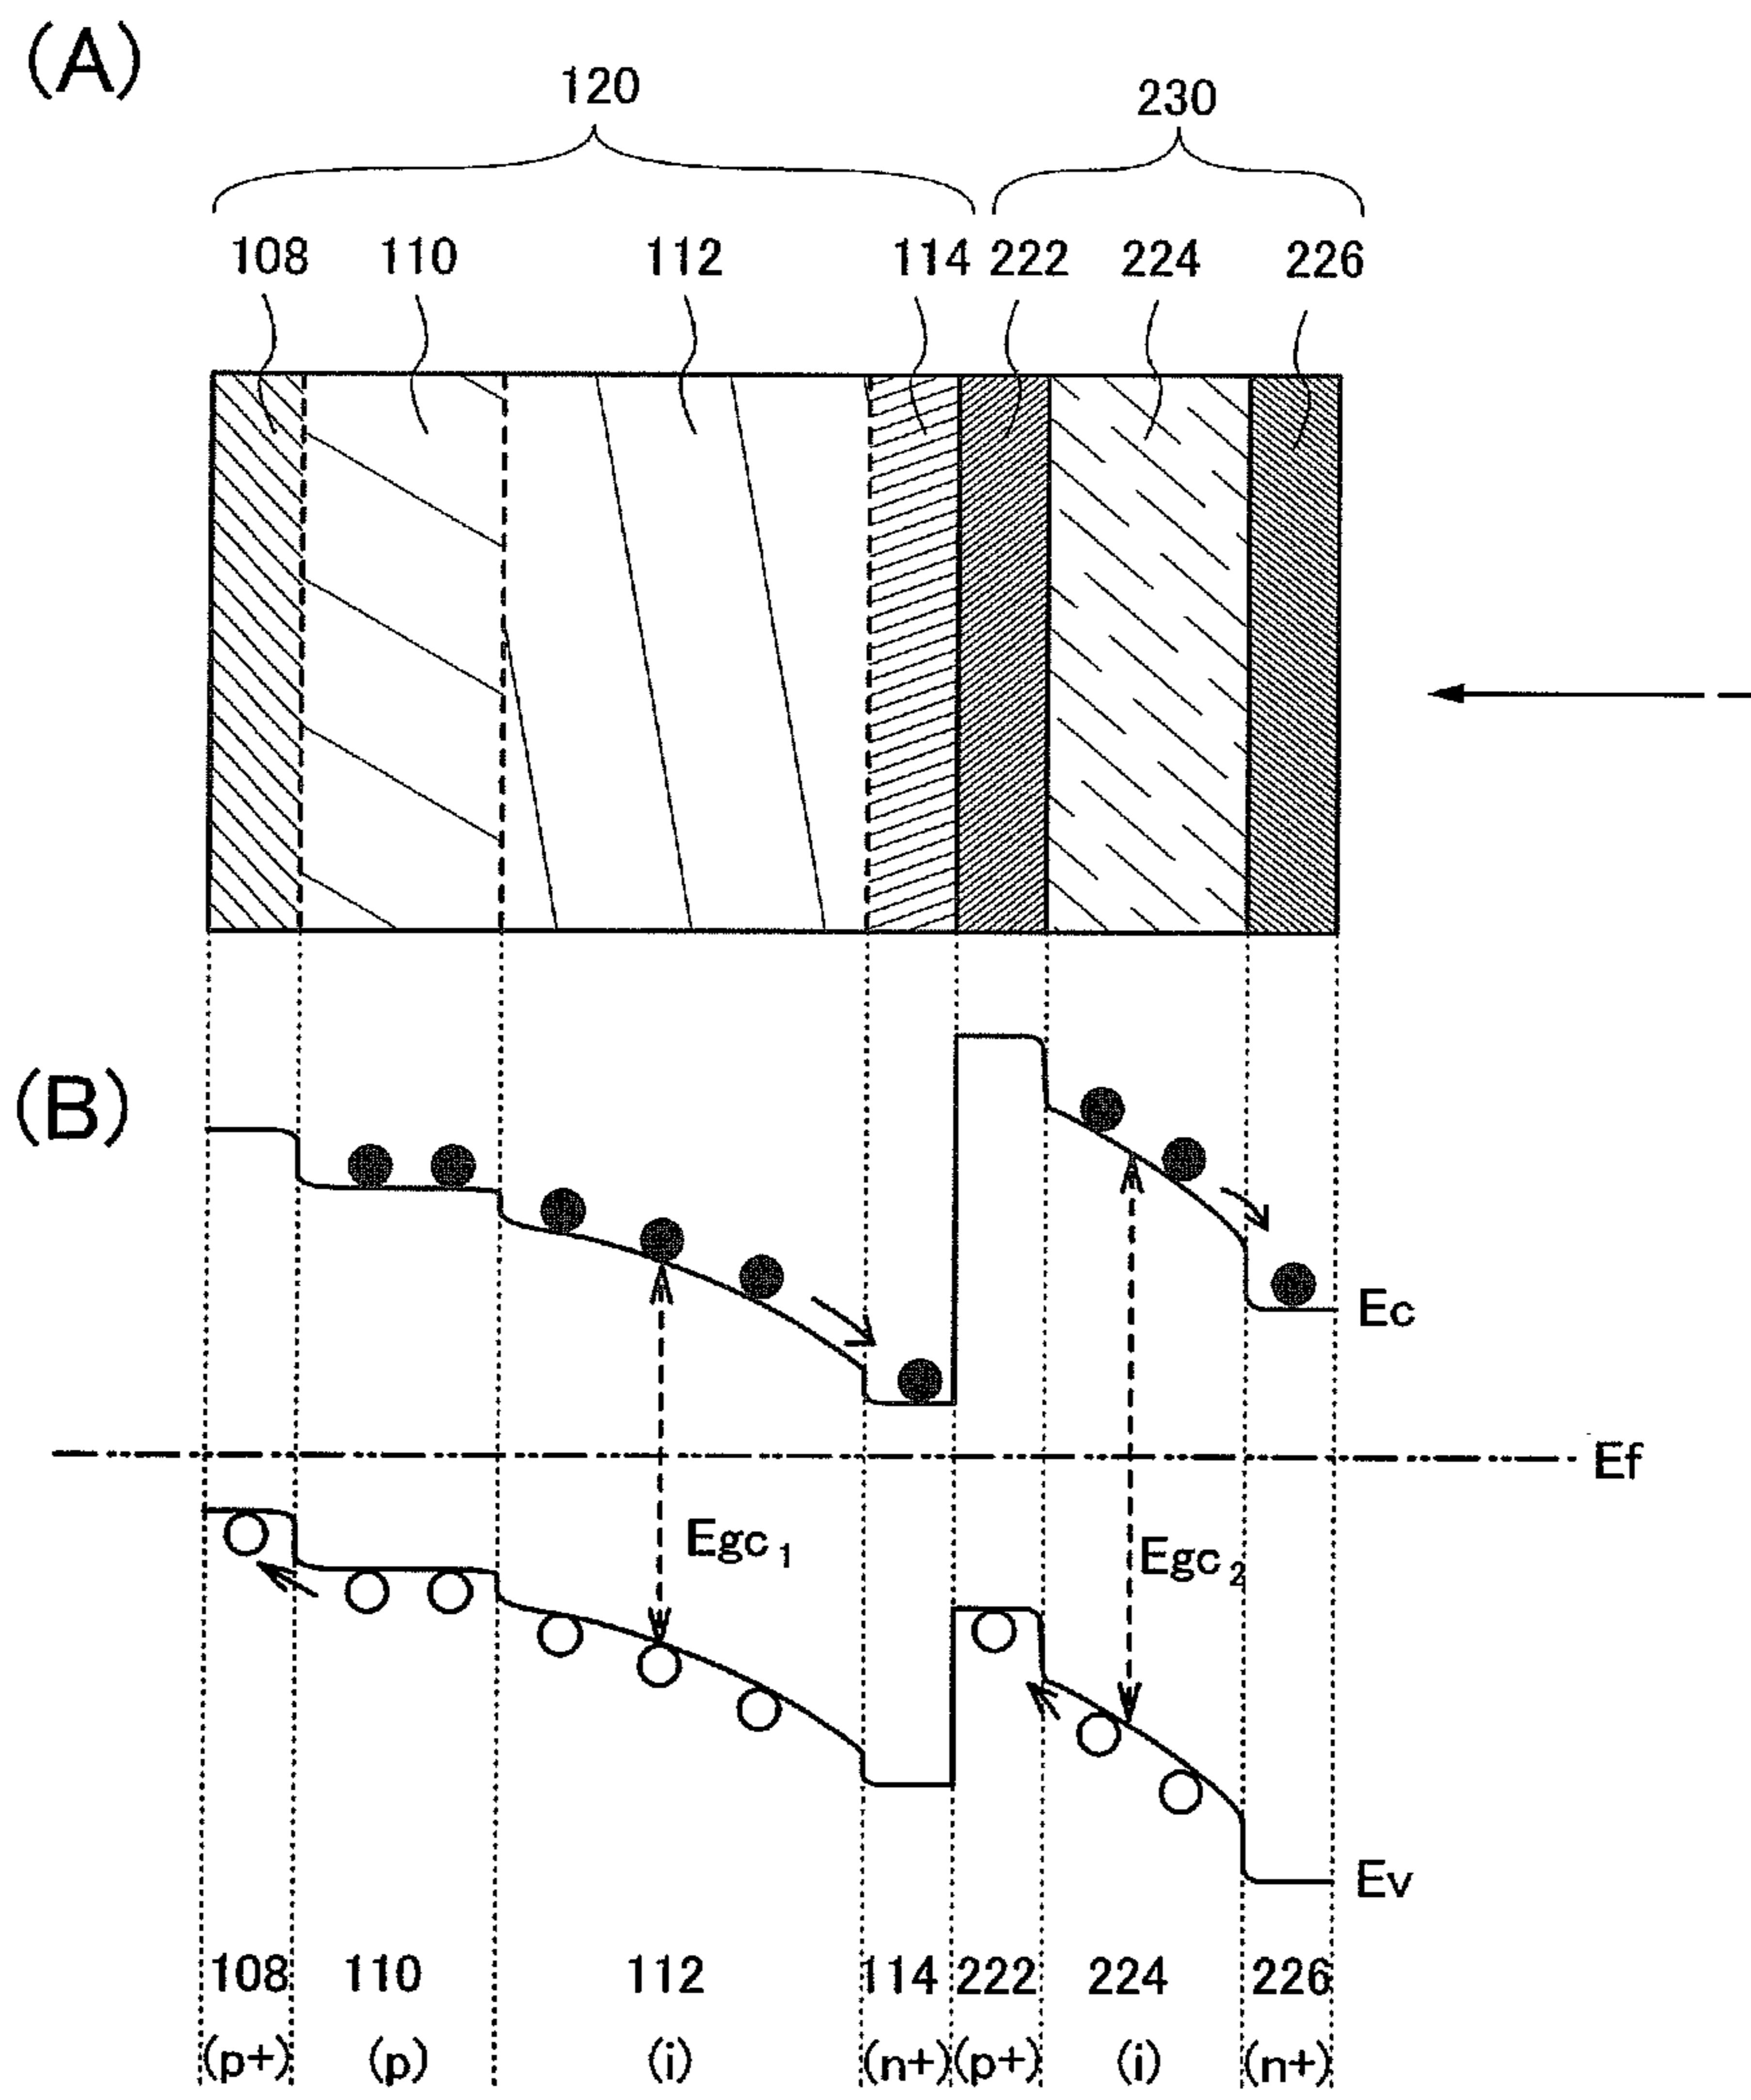 (A)
120 230
108 110 112 114 222 224 226
(B)
Ec
Ef
Egc1
Egc2
Ev
108 110 112 114 222 224 226
(p+) (p) (i) (n+) (p+) (i) (n+)